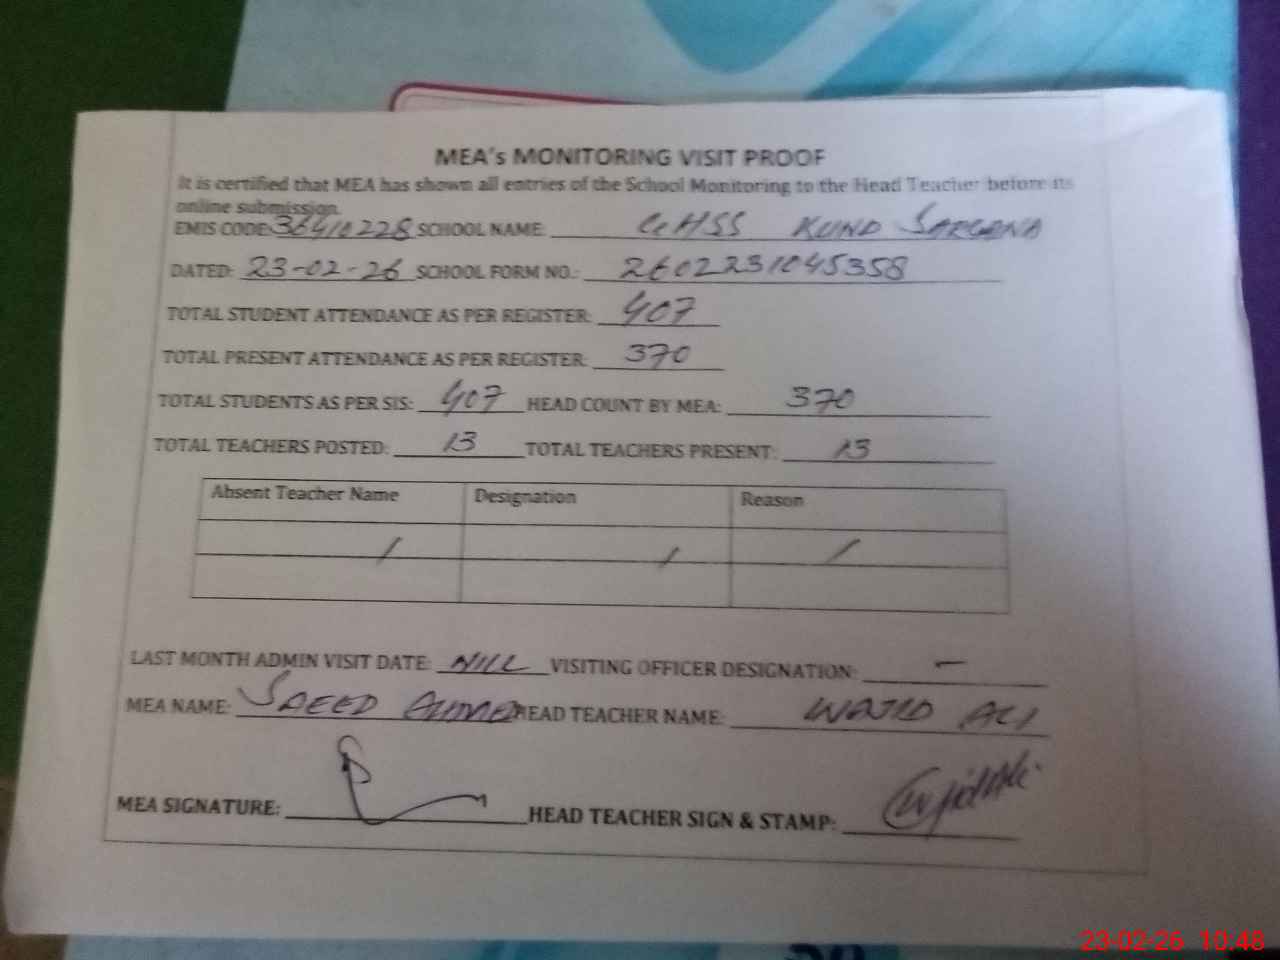 MEA's MONITORING VISIT PROOF
It is certified that MEA has shown all entries of the School Monitoring to the Head Teacher before its
online submission.
EMIS CODE: 36410228 SCHOOL NAME: GHSS KUND SARGANA
DATED: 23-02-26 SCHOOL FORM NO.: 2602231045358
TOTAL STUDENT ATTENDANCE AS PER REGISTER: 407
TOTAL PRESENT ATTENDANCE AS PER REGISTER: 370
TOTAL STUDENTS AS PER SIS: 407 HEAD COUNT BY MEA: 370
TOTAL TEACHERS POSTED: 13 TOTAL TEACHERS PRESENT: 13
Absent Teacher Name Designation Reason
/ / /
LAST MONTH ADMIN VISIT DATE: NILL VISITING OFFICER DESIGNATION: —
MEA NAME: SAEED AHMED HEAD TEACHER NAME: WAJID ALI
MEA SIGNATURE: HEAD TEACHER SIGN & STAMP: Wajid Ali
23-02-26 10:48